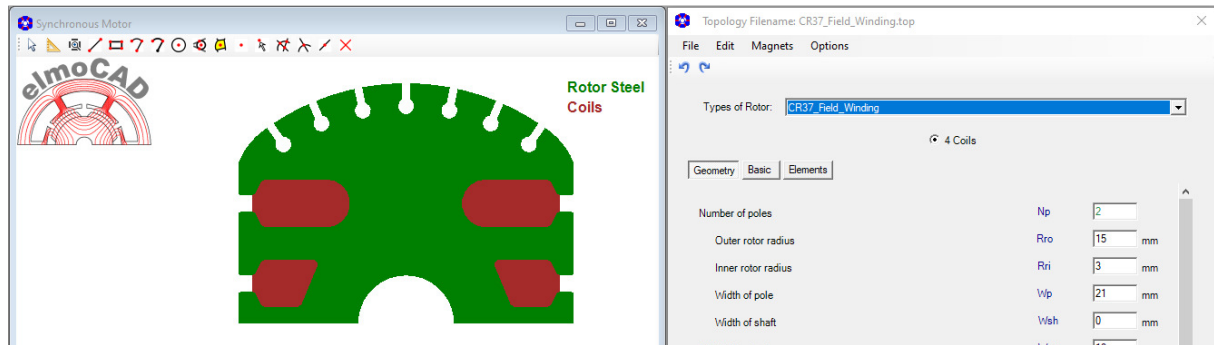 Synchronous Motor
elmoCAD
Rotor Steel
Coils
Topology Filename: CR37_Field_Winding.top
File Edit Magnets Options
Types of Rotor: CR37_Field_Winding
4 Coils
Geometry Basic Elements
Number of poles Np 2
Outer rotor radius Rro 15 mm
Inner rotor radius Rri 3 mm
Width of pole Wp 21 mm
Width of shaft Wsh 0 mm